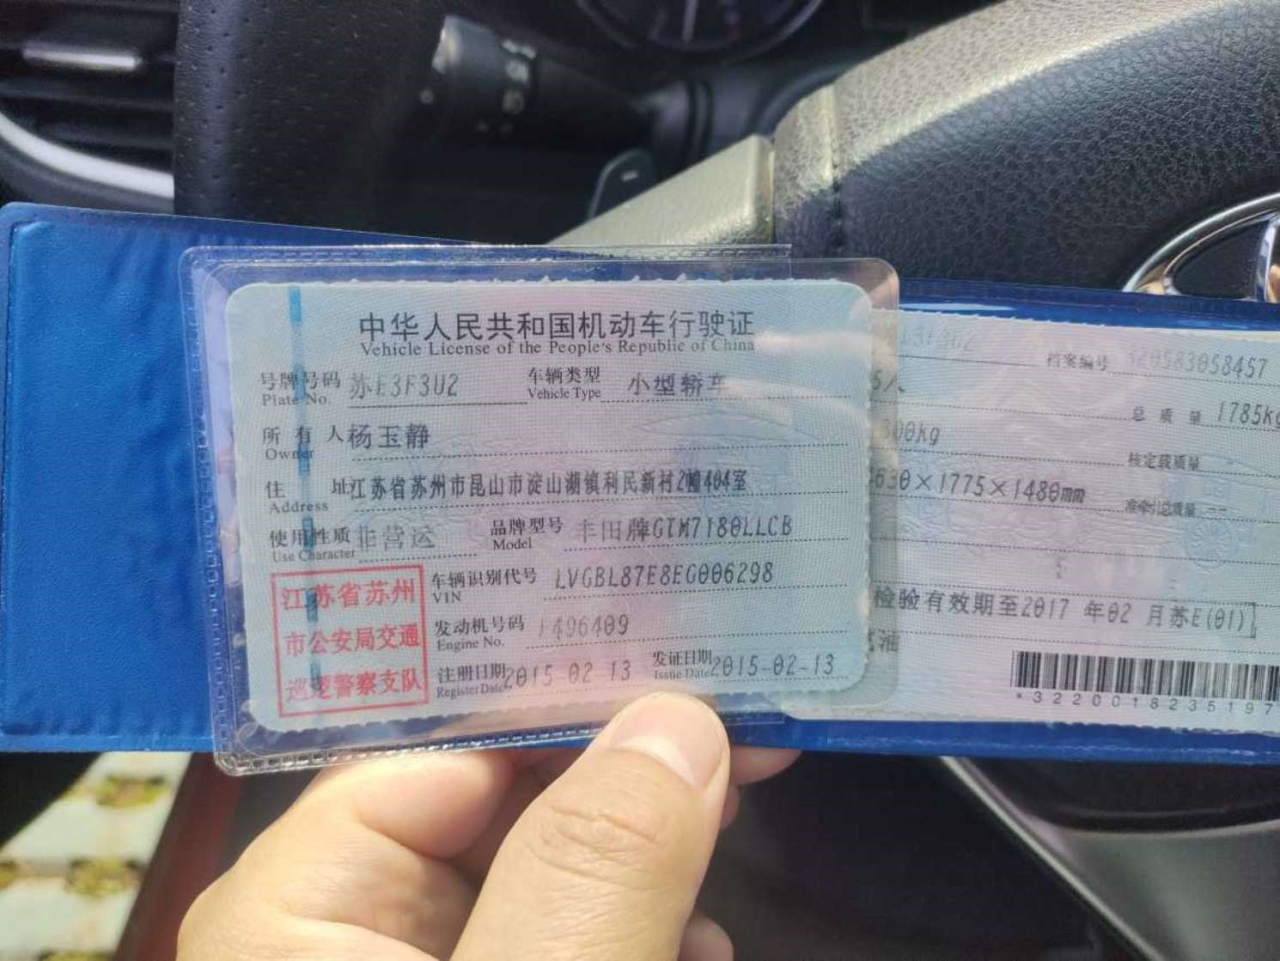 中华人民共和国机动车行驶证
Vehicle License of the People's Republic of China
号牌号码 苏E3F3U2 车辆类型 小型轿车
Plate No. Vehicle Type
所有人 杨玉静
Owner
住址 江苏省苏州市昆山市淀山湖镇利民新村2幢404室
Address
使用性质 非营运 品牌型号 丰田牌GTM7180LLCB
Use Character Model
江苏省苏州
市公安局交通
巡逻警察支队
车辆识别代号 LVGBL87E8EG006298
VIN
发动机号码 1496409
Engine No.
注册日期 2015-02-13 发证日期 2015-02-13
Register Date Issue Date
档案编号 320583058457
总质量 1785kg
300kg 核定载质量 --
4630×1775×1480mm 准牵引总质量 --
检验有效期至2017年02月苏E(01)
*3220018235197